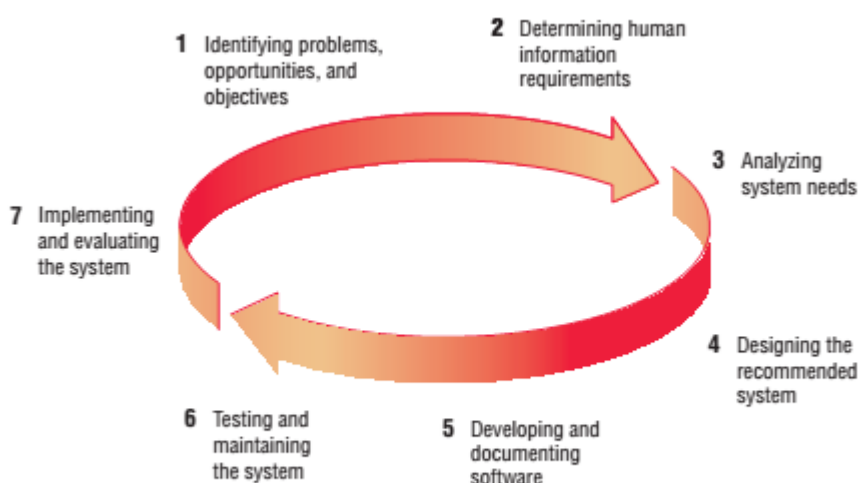 1 Identifying problems,
opportunities, and
objectives
2 Determining human
information
requirements
3 Analyzing
system needs
4 Designing the
recommended
system
5 Developing and
documenting
software
6 Testing and
maintaining
the system
7 Implementing
and evaluating
the system